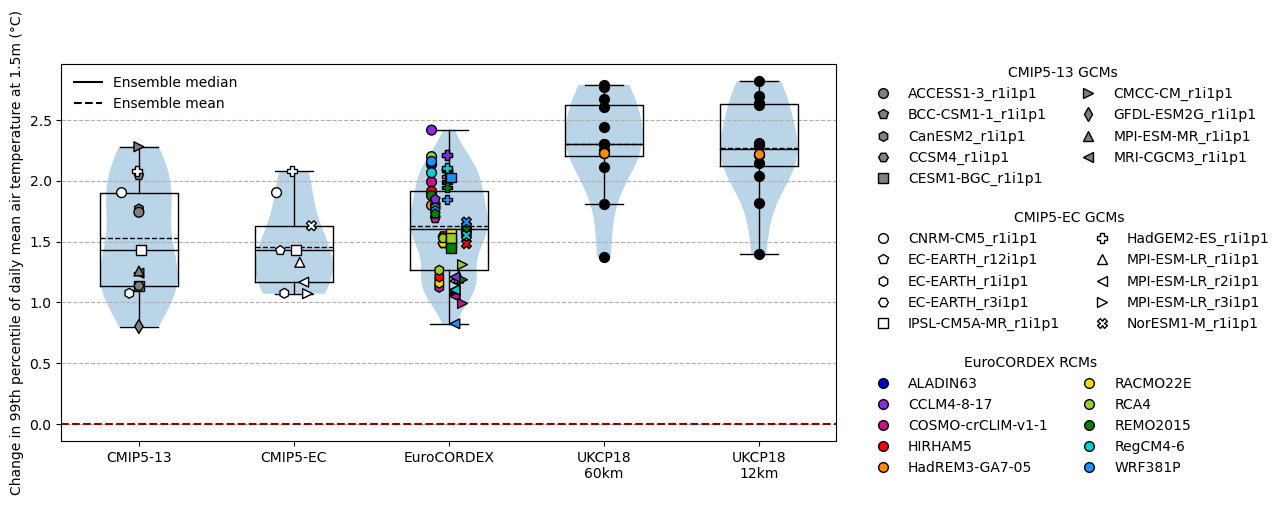 Change in 99th percentile of daily mean air temperature at 1.5m (°C)
Ensemble median
Ensemble mean
2.5
2.0
1.5
1.0
0.5
0.0
CMIP5-13
CMIP5-EC
EuroCORDEX
UKCP18
60km
UKCP18
12km
CMIP5-13 GCMs
ACCESS1-3_r1i1p1
BCC-CSM1-1_r1i1p1
CanESM2_r1i1p1
CCSM4_r1i1p1
CESM1-BGC_r1i1p1
CMCC-CM_r1i1p1
GFDL-ESM2G_r1i1p1
MPI-ESM-MR_r1i1p1
MRI-CGCM3_r1i1p1
CMIP5-EC GCMs
CNRM-CM5_r1i1p1
EC-EARTH_r12i1p1
EC-EARTH_r1i1p1
EC-EARTH_r3i1p1
IPSL-CM5A-MR_r1i1p1
HadGEM2-ES_r1i1p1
MPI-ESM-LR_r1i1p1
MPI-ESM-LR_r2i1p1
MPI-ESM-LR_r3i1p1
NorESM1-M_r1i1p1
EuroCORDEX RCMs
ALADIN63
CCLM4-8-17
COSMO-crCLIM-v1-1
HIRHAM5
HadREM3-GA7-05
RACMO22E
RCA4
REMO2015
RegCM4-6
WRF381P